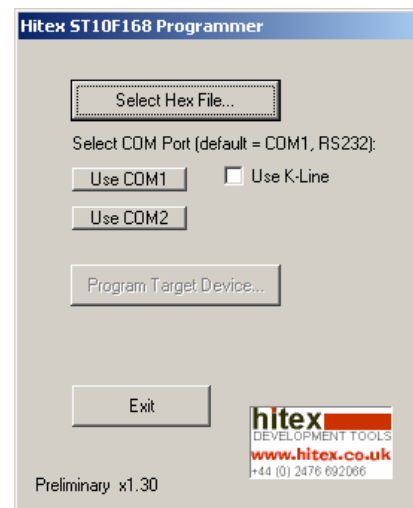 Hitex ST10F168 Programmer
Select Hex File...
Select COM Port (default = COM1, RS232):
Use COM1
Use K-Line
Use COM2
Program Target Device...
Exit
hitex
DEVELOPMENT TOOLS
www.hitex.co.uk
+44 (0) 2476 692066
Preliminary x1.30